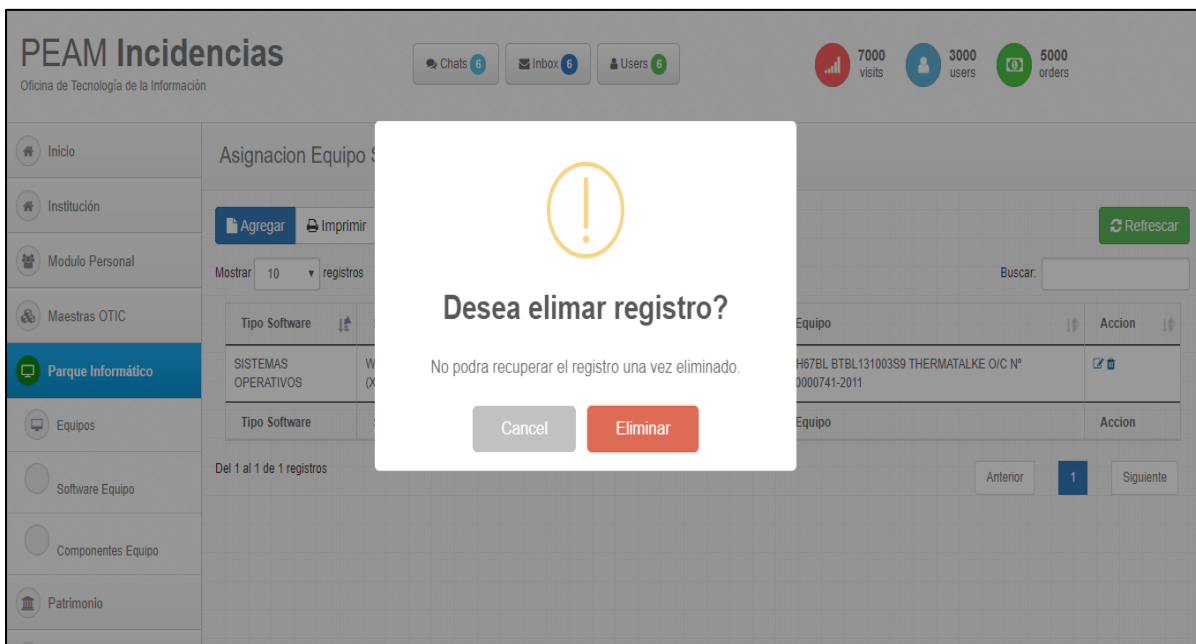 PEAM Incidencias
Oficina de Tecnología de la Información
Chats 6
Inbox 6
Users 6
7000
visits
3000
users
5000
orders
Inicio
Institución
Modulo Personal
Maestras OTIC
Parque Informático
Equipos
Software Equipo
Componentes Equipo
Patrimonio
Asignacion Equipo
Agregar
Imprimir
Refrescar
Mostrar 10 registros
Buscar:
Tipo Software
Equipo
Accion
SISTEMAS
OPERATIVOS
H67BL BTBL131003S9 THERMATALKE O/C Nº
0000741-2011
Tipo Software
Equipo
Accion
Del 1 al 1 de 1 registros
Anterior
1
Siguiente
Desea elimar registro?
No podra recuperar el registro una vez eliminado.
Cancel
Eliminar